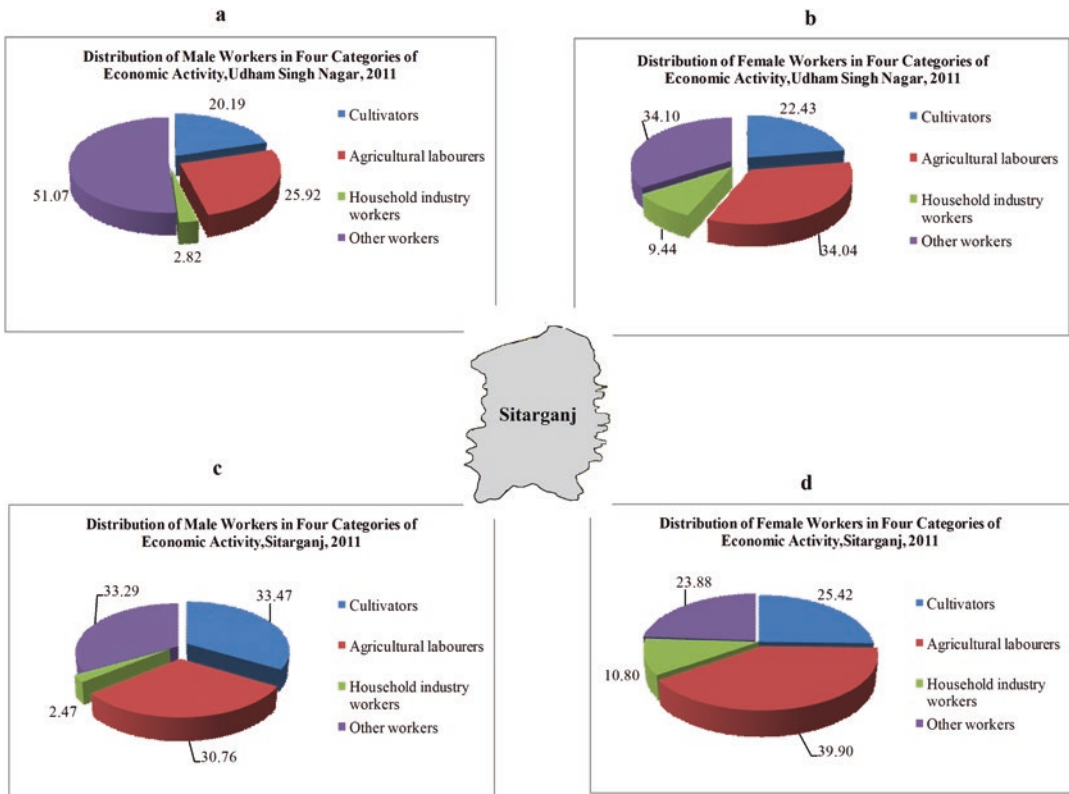 a
Distribution of Male Workers in Four Categories of
Economic Activity,Udham Singh Nagar, 2011
20.19
25.92
2.82
51.07
Cultivators
Agricultural labourers
Household industry
workers
Other workers
b
Distribution of Female Workers in Four Categories of
Economic Activity,Udham Singh Nagar, 2011
34.10
22.43
34.04
9.44
Cultivators
Agricultural labourers
Household industry
workers
Other workers
Sitarganj
c
Distribution of Male Workers in Four Categories of
Economic Activity,Sitarganj, 2011
33.29
33.47
2.47
30.76
Cultivators
Agricultural labourers
Household industry
workers
Other workers
d
Distribution of Female Workers in Four Categories of
Economic Activity,Sitarganj, 2011
23.88
25.42
10.80
39.90
Cultivators
Agricultural labourers
Household industry
workers
Other workers